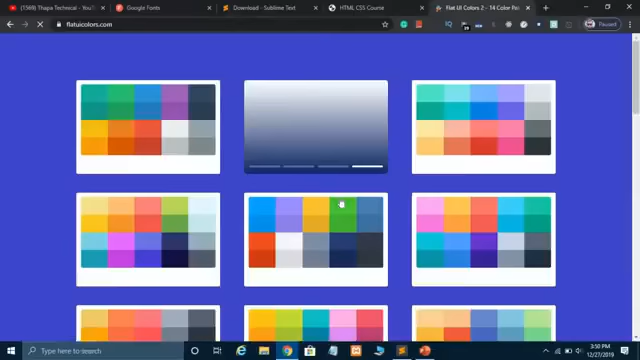 (1569) Thapa Technical - YouT
Google Fonts
Download - Sublime Text
HTML CSS Course
Flat UI Colors 2 - 14 Color Pale
flatuicolors.com
Paused
Type here to search
3:50 PM
12/27/2019